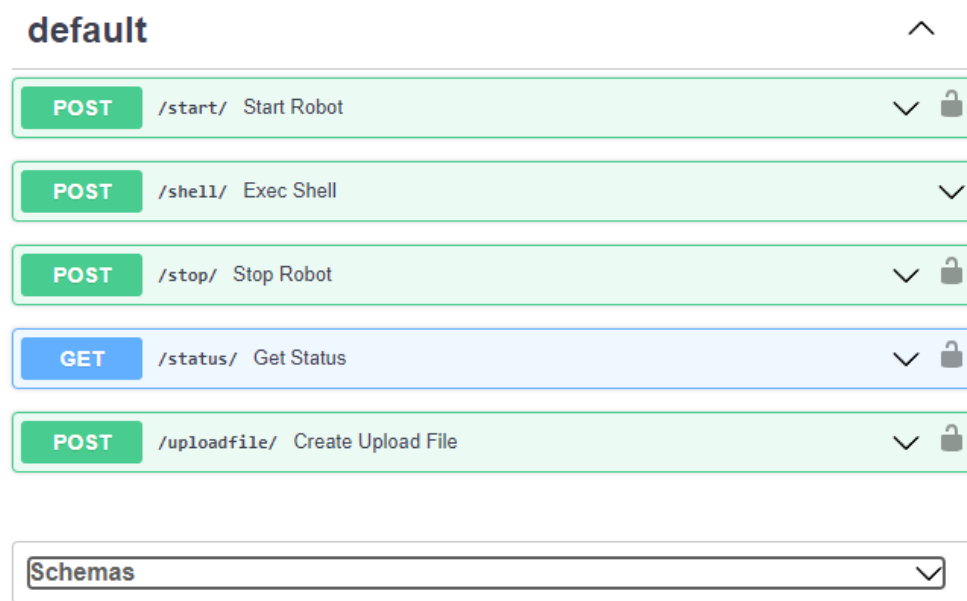 default
POST /start/ Start Robot
POST /shell/ Exec Shell
POST /stop/ Stop Robot
GET /status/ Get Status
POST /uploadfile/ Create Upload File
Schemas